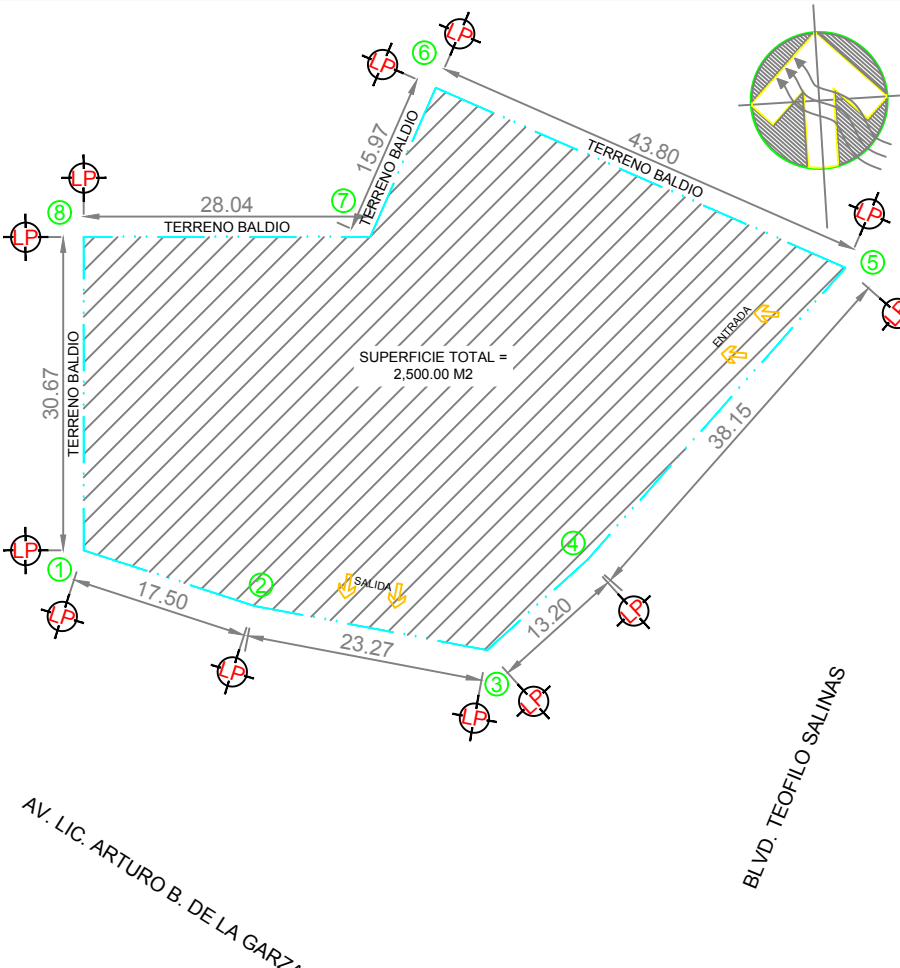 LP
LP
6
43.80
TERRENO BALDIO
15.97
TERRENO BALDIO
LP
8
28.04
7
TERRENO BALDIO
LP
LP
5
LP
ENTRADA
SUPERFICIE TOTAL =
2,500.00 M2
30.67
TERRENO BALDIO
38.15
LP
1
4
2
SALIDA
17.50
LP
13.20
LP
23.27
LP
3
LP
LP
BLVD. TEOFILO SALINAS
AV. LIC. ARTURO B. DE LA GARZA